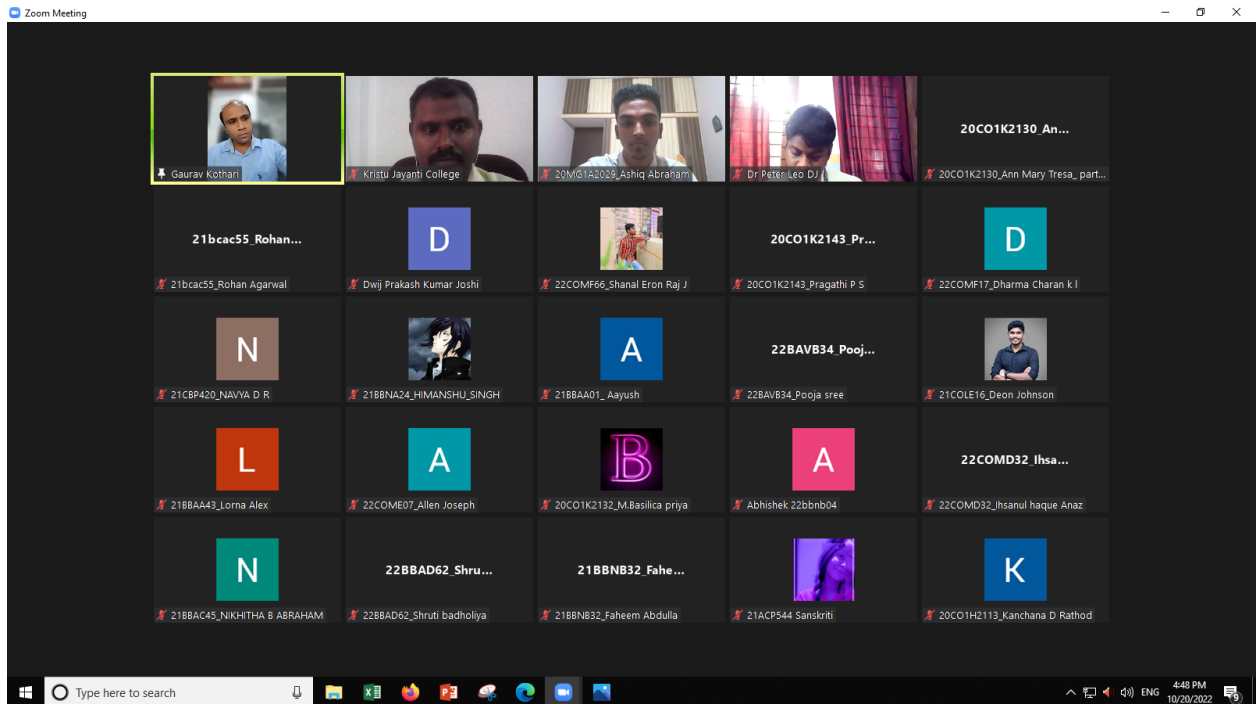 Zoom Meeting
Gaurav Kothari
Kristu Jayanti College
20MG1A2029_Ashiq Abraham
Dr Peter Leo DJ
20CO1K2130_An...
20CO1K2130_Ann Mary Tresa_ part...
21bcac55_Rohan...
21bcac55_Rohan Agarwal
D
Dwij Prakash Kumar Joshi
22COMF66_Shanal Eron Raj J
20CO1K2143_Pr...
20CO1K2143_Pragathi P S
D
22COMF17_Dharma Charan k l
N
21CBP420_NAVYA D R
21BBNA24_HIMANSHU_SINGH
A
21BBAA01_ Aayush
22BAVB34_Pooj...
22BAVB34_Pooja sree
21COLE16_Deon Johnson
L
21BBAA43_Lorna Alex
A
22COME07_Allen Joseph
B
20CO1K2132_M.Basilica priya
A
Abhishek 22bbnb04
22COMD32_Ihsa...
22COMD32_Ihsanul haque Anaz
N
21BBAC45_NIKHITHA B ABRAHAM
22BBAD62_Shru...
22BBAD62_Shruti badholiya
21BBNB32_Fahe...
21BBNB32_Faheem Abdulla
21ACP544 Sanskriti
K
20CO1H2113_Kanchana D Rathod
Type here to search
ENG
4:48 PM
10/20/2022
9